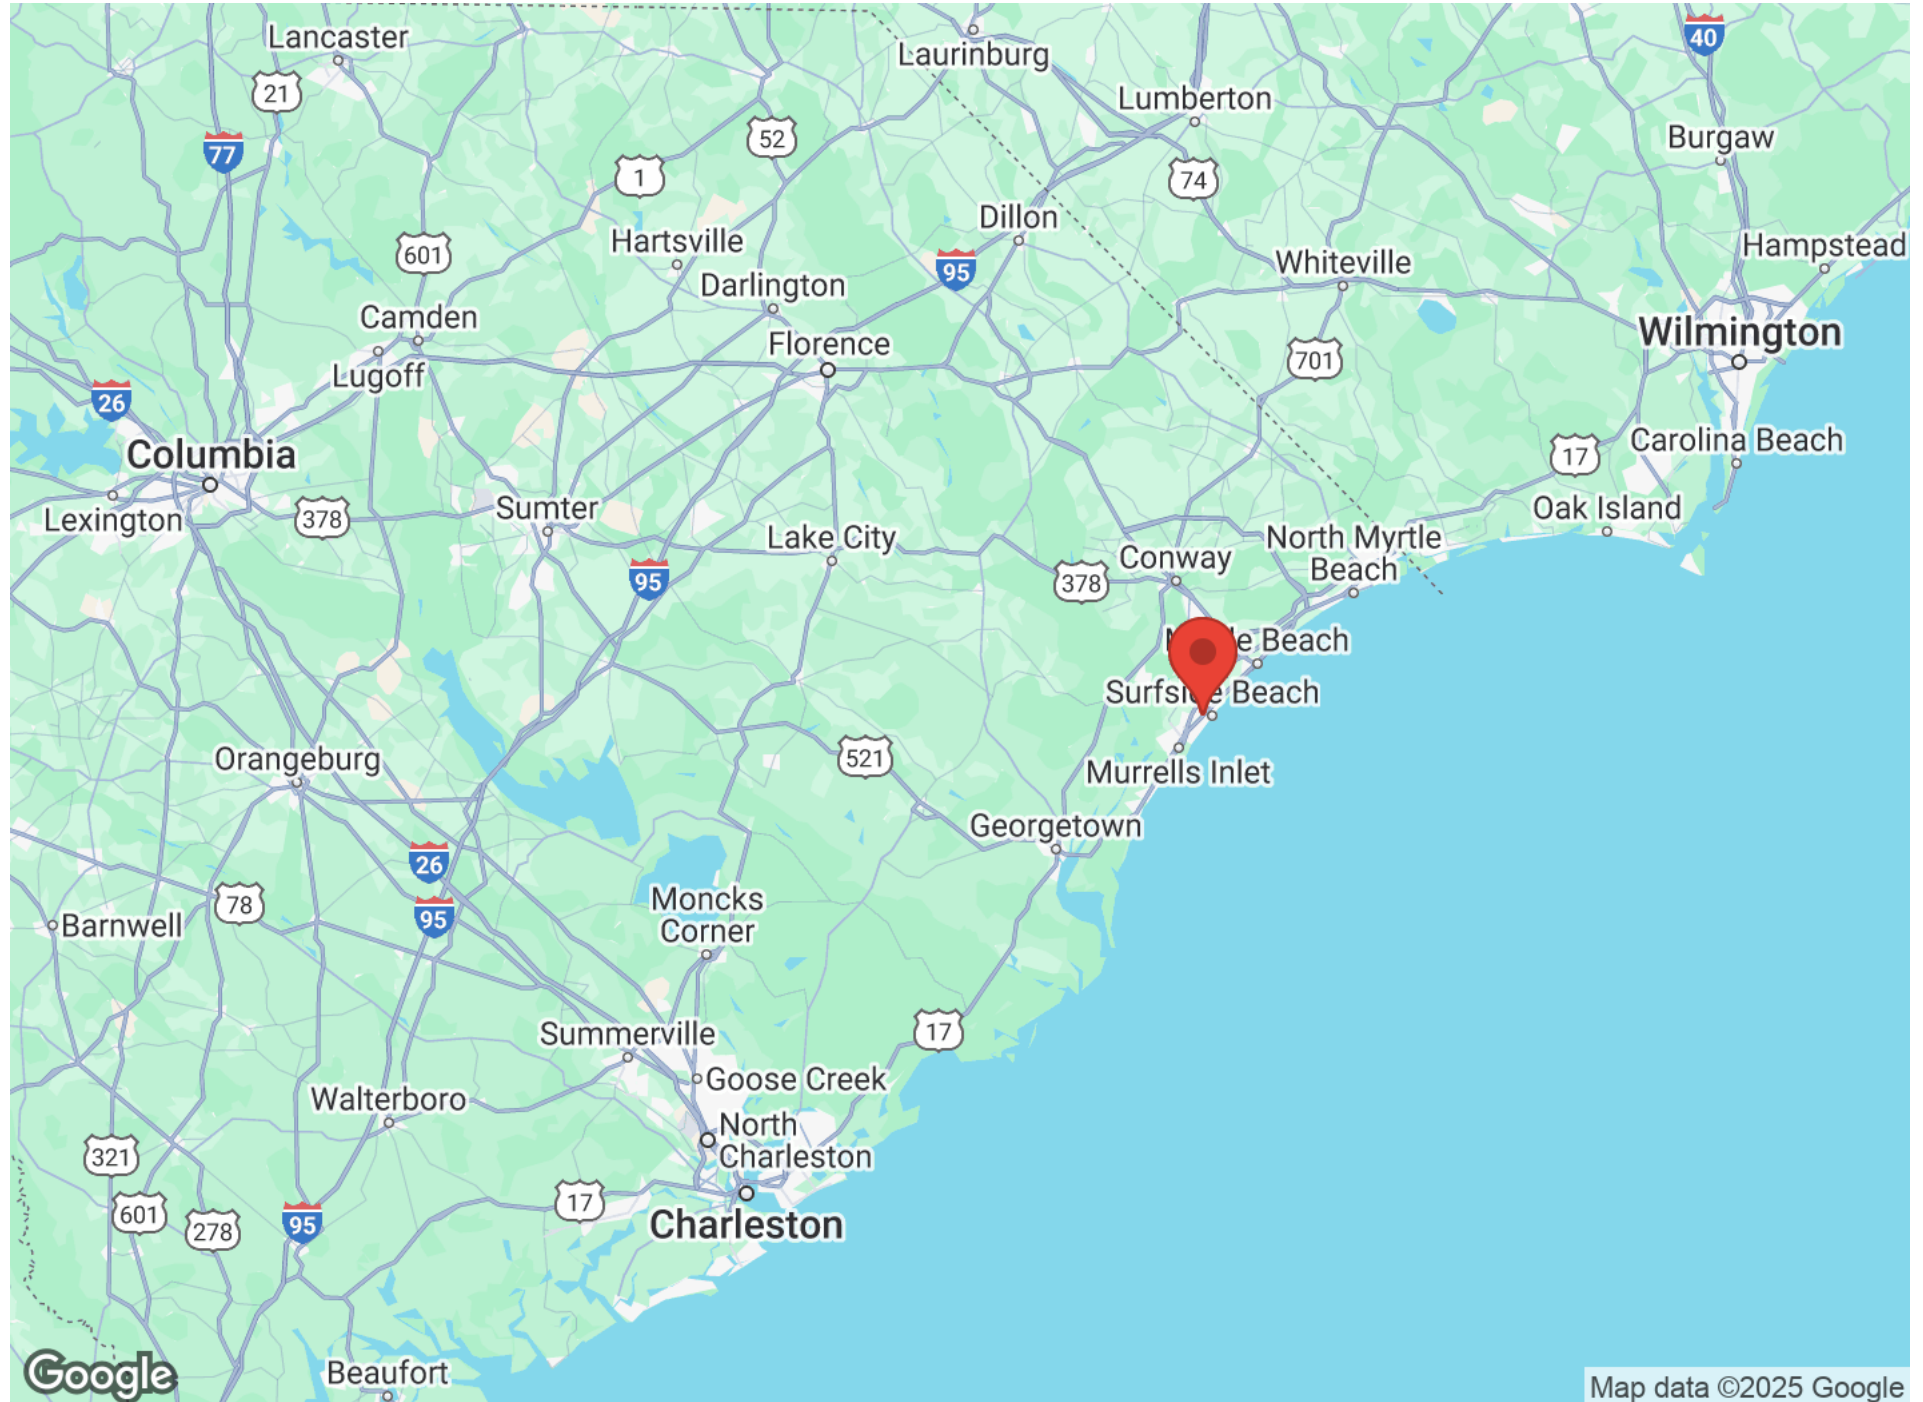 Lancaster
Laurinburg
40
21
Lumberton
52
Burgaw
77
1
74
Dillon
Hartsville
601
95
Whiteville
Hampstead
Darlington
Camden
Wilmington
Florence
701
Lugoff
26
Columbia
Carolina Beach
17
Lexington
378
Sumter
Oak Island
Lake City
North Myrtle
Beach
Conway
95
378
Beach
Surfside Beach
Orangeburg
521
Murrells Inlet
Georgetown
26
Moncks
Corner
78
95
Barnwell
17
Summerville
Goose Creek
Walterboro
North
Charleston
321
17
601
278
95
Charleston
Beaufort
Google
Map data ©2025 Google